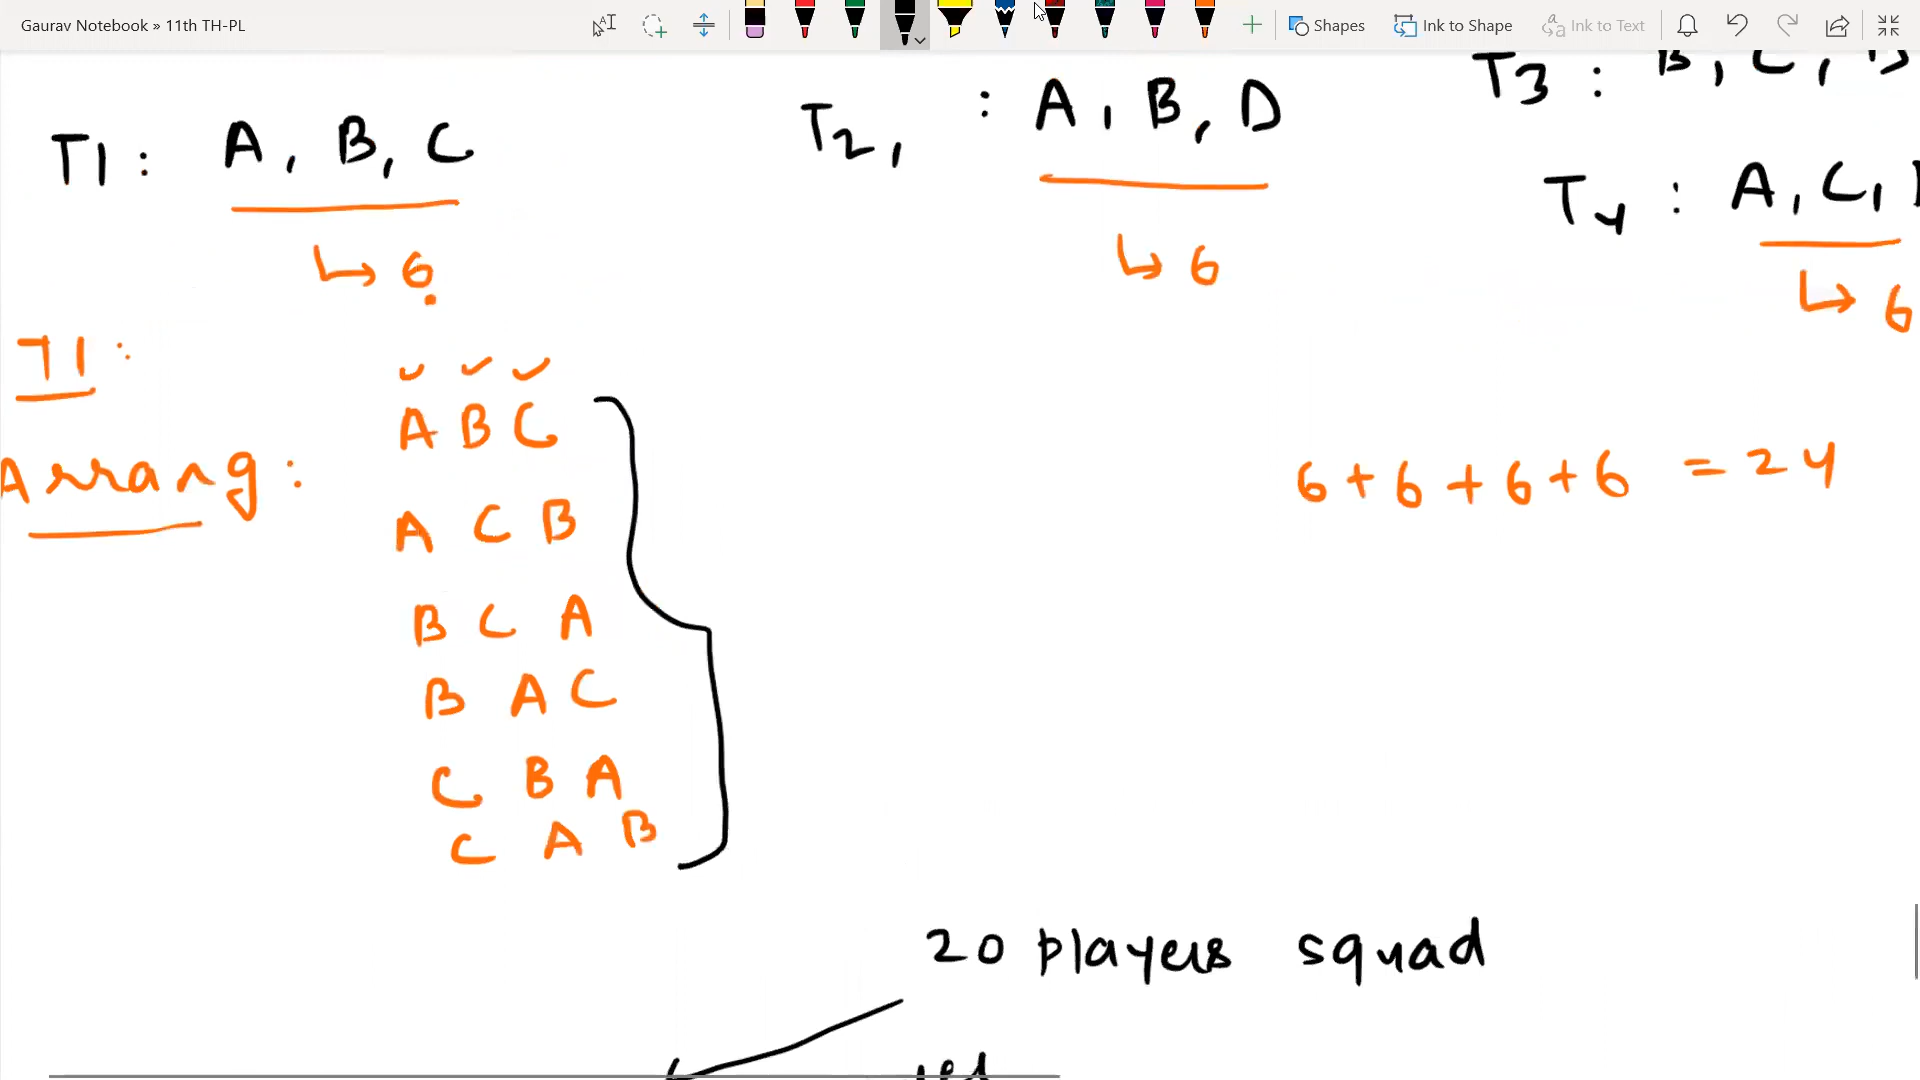 Gaurav Notebook » 11th TH-PL
Shapes
Ink to Shape
Ink to Text
T1 : A, B, C
↳ 6
T2, : A, B, D
↳ 6
T3 : B, C,
T4 : A, C,
↳ 6
T1 :
Arrang :
A B C
A C B
B C A
B A C
C B A
C A B
6 + 6 + 6 + 6 = 24
20 players squad